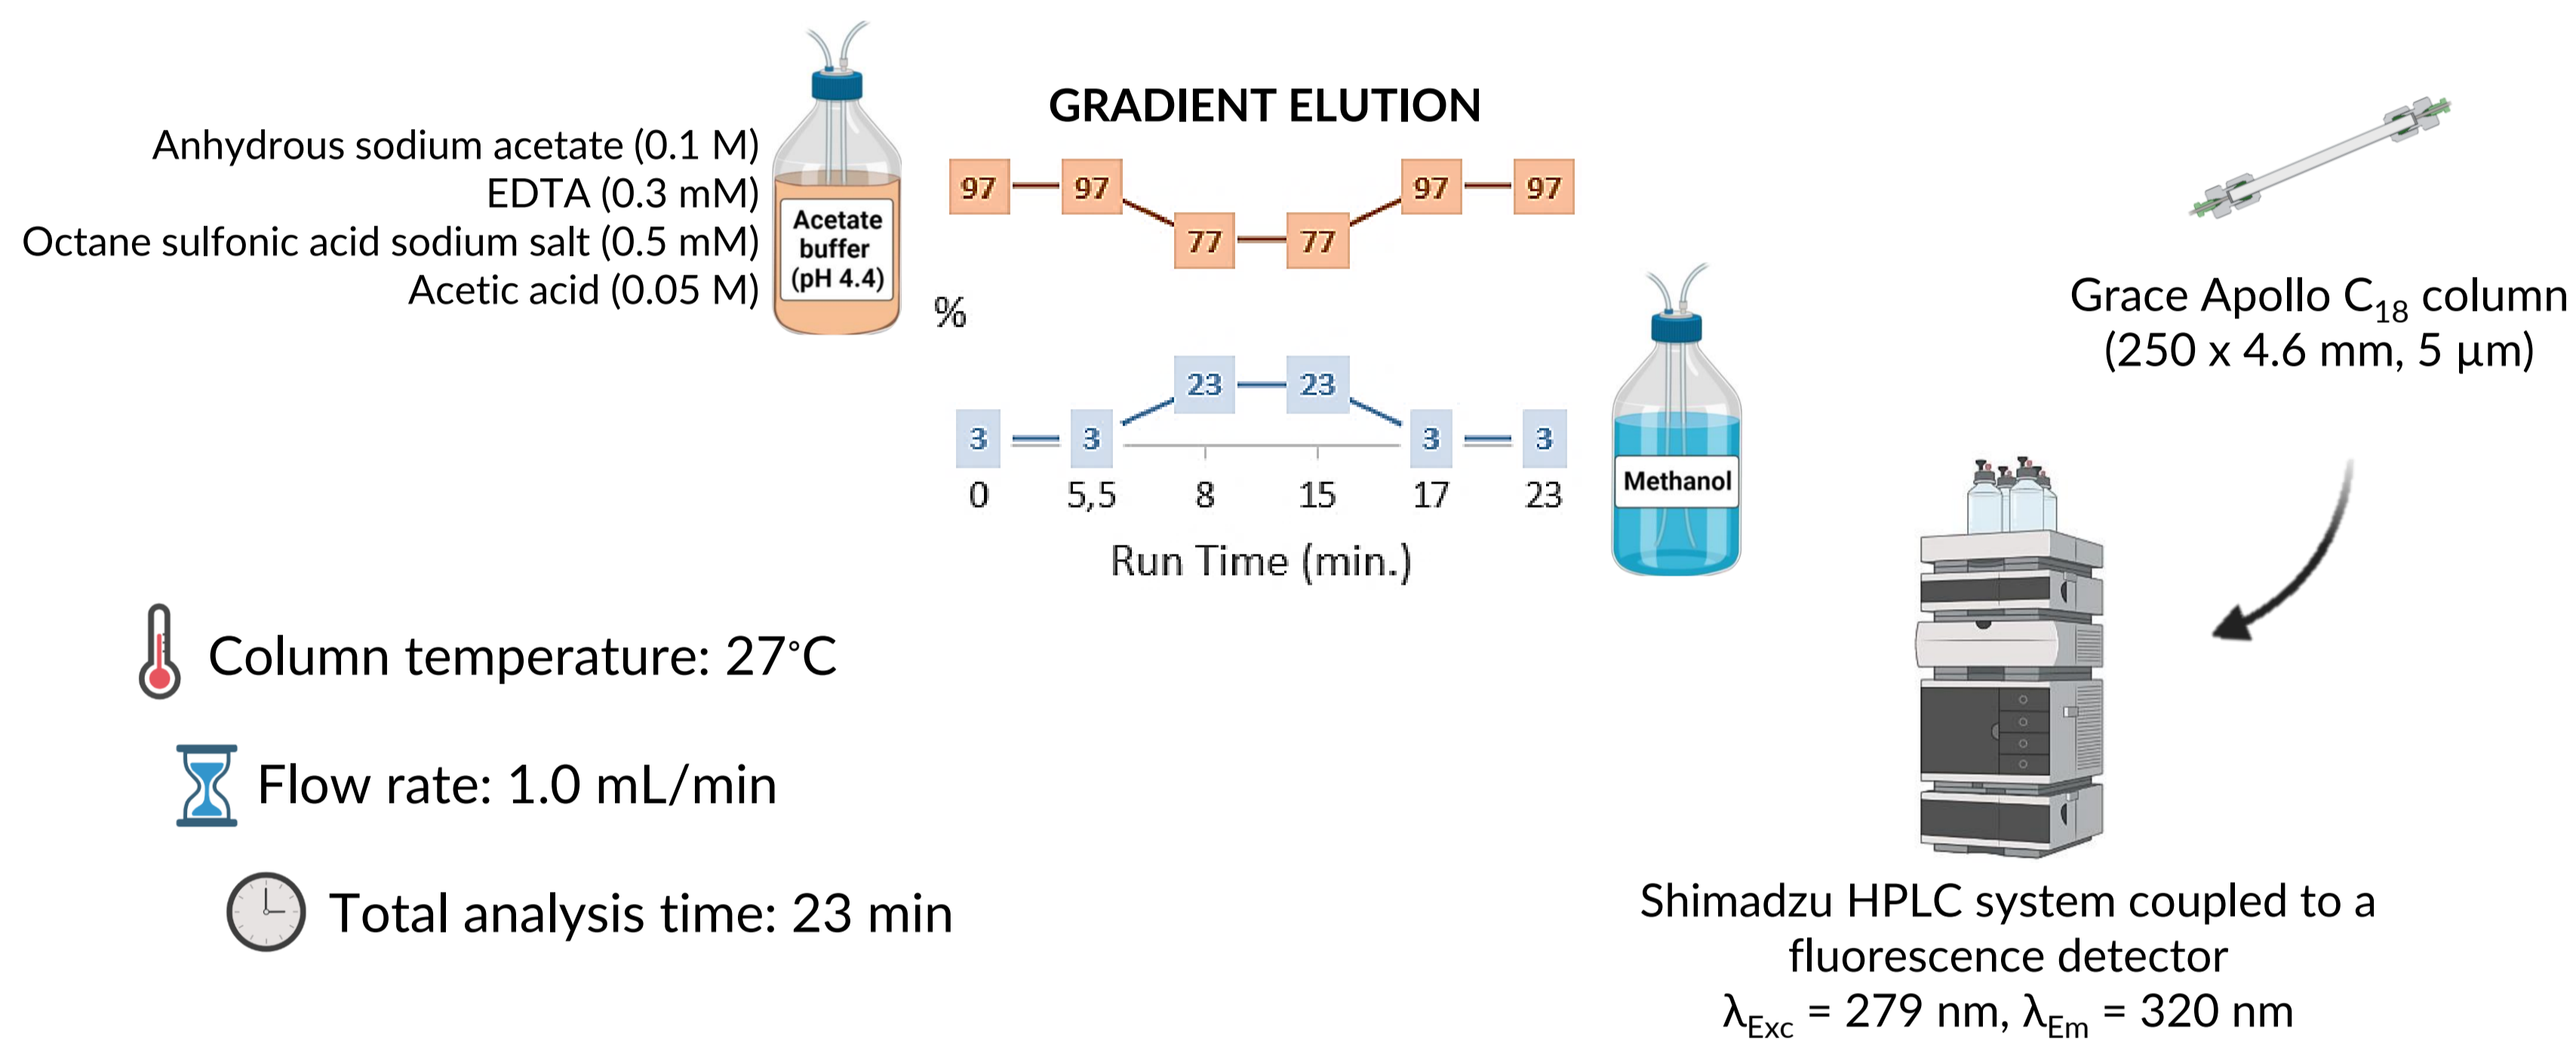 Anhydrous sodium acetate (0.1 M)
EDTA (0.3 mM)
Octane sulfonic acid sodium salt (0.5 mM)
Acetic acid (0.05 M)
Acetate
buffer
(pH 4.4)
GRADIENT ELUTION
97 97 77 77 97 97
%
3 3 23 23 3 3
0 5,5 8 15 17 23
Run Time (min.)
Methanol
Grace Apollo C18 column
(250 x 4.6 mm, 5 µm)
Column temperature: 27°C
Flow rate: 1.0 mL/min
Total analysis time: 23 min
Shimadzu HPLC system coupled to a
fluorescence detector
λExc = 279 nm, λEm = 320 nm